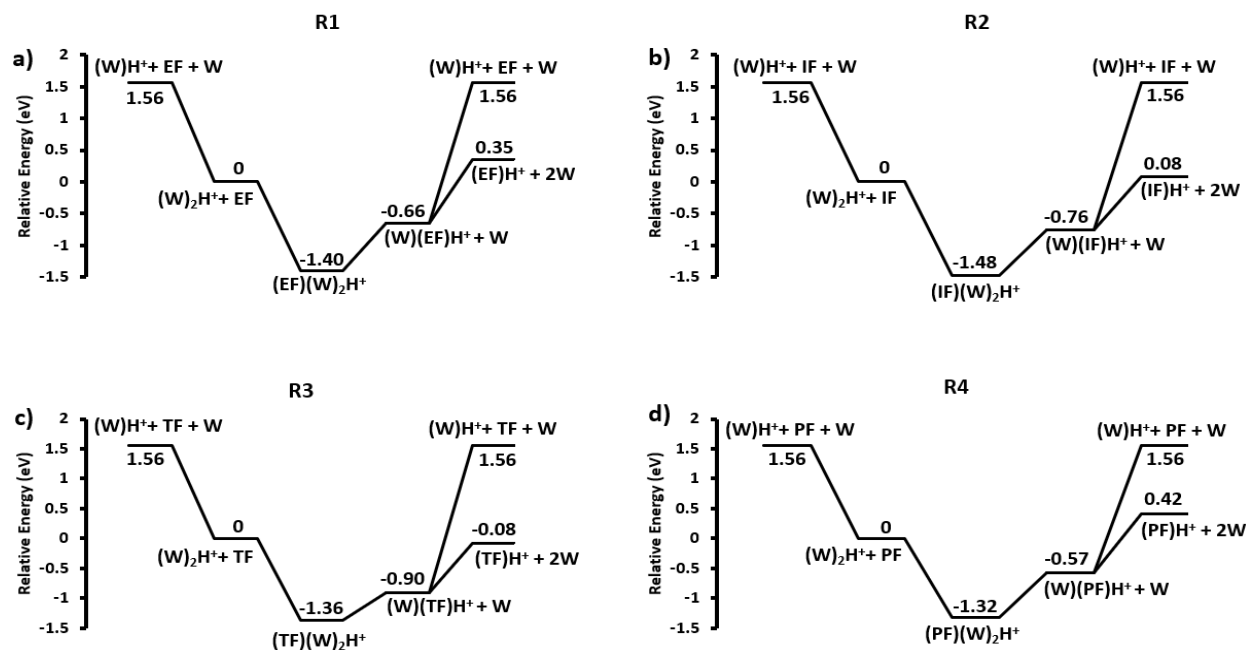 R1
a)
Relative Energy (eV)
2
1.5
1
0.5
0
-0.5
-1
-1.5
(W)H⁺+ EF + W
1.56
0
(W)₂H⁺+ EF
-1.40
(EF)(W)₂H⁺
-0.66
(W)(EF)H⁺ + W
(W)H⁺+ EF + W
1.56
0.35
(EF)H⁺ + 2W
R2
b)
Relative Energy (eV)
2
1.5
1
0.5
0
-0.5
-1
-1.5
(W)H⁺+ IF + W
1.56
0
(W)₂H⁺+ IF
-1.48
(IF)(W)₂H⁺
-0.76
(W)(IF)H⁺ + W
(W)H⁺+ IF + W
1.56
0.08
(IF)H⁺ + 2W
R3
c)
Relative Energy (eV)
2
1.5
1
0.5
0
-0.5
-1
-1.5
(W)H⁺+ TF + W
1.56
0
(W)₂H⁺+ TF
-1.36
(TF)(W)₂H⁺
-0.90
(W)(TF)H⁺ + W
(W)H⁺+ TF + W
1.56
-0.08
(TF)H⁺ + 2W
R4
d)
Relative Energy (eV)
2
1.5
1
0.5
0
-0.5
-1
-1.5
(W)H⁺+ PF + W
1.56
0
(W)₂H⁺+ PF
-1.32
(PF)(W)₂H⁺
-0.57
(W)(PF)H⁺ + W
(W)H⁺+ PF + W
1.56
0.42
(PF)H⁺ + 2W